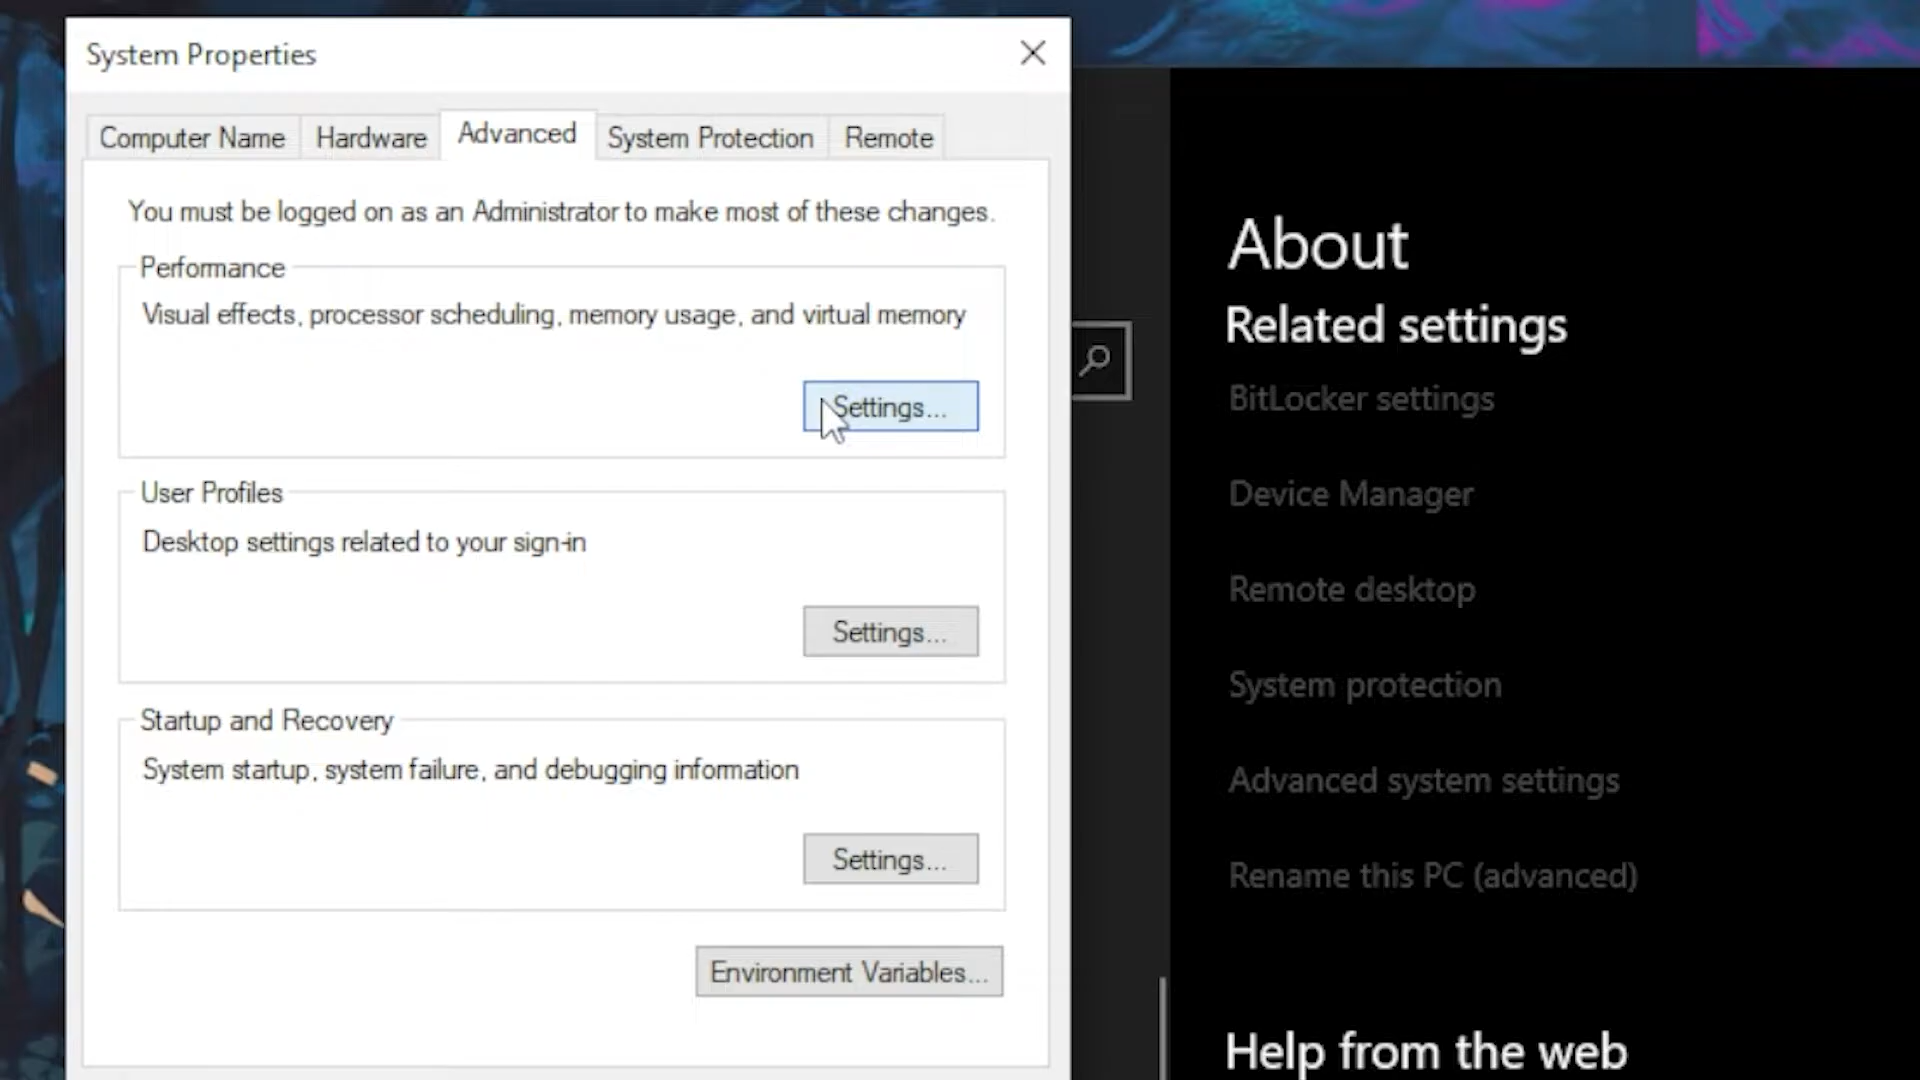 System Properties
Computer Name
Hardware
Advanced
System Protection
Remote
You must be logged on as an Administrator to make most of these changes.
Performance
Visual effects, processor scheduling, memory usage, and virtual memory
Settings...
User Profiles
Desktop settings related to your sign-in
Settings...
Startup and Recovery
System startup, system failure, and debugging information
Settings...
Environment Variables...
About
Related settings
BitLocker settings
Device Manager
Remote desktop
System protection
Advanced system settings
Rename this PC (advanced)
Help from the web